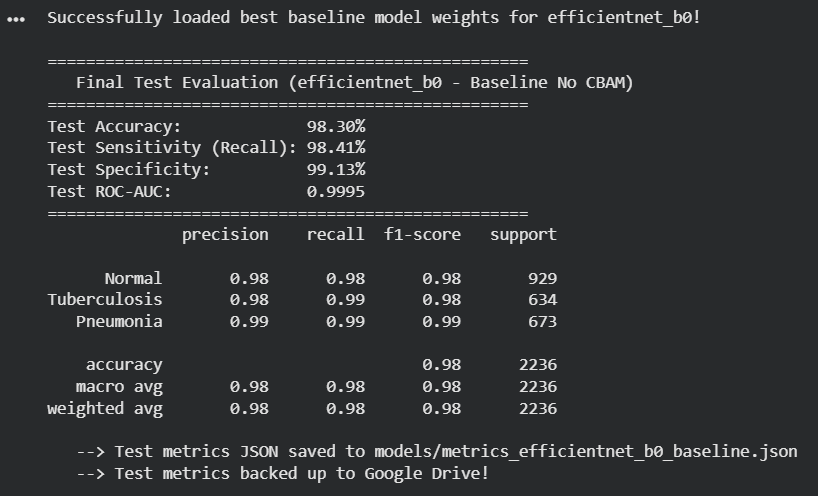 ... Successfully loaded best baseline model weights for efficientnet_b0!
==================================================
Final Test Evaluation (efficientnet_b0 - Baseline No CBAM)
==================================================
Test Accuracy: 98.30%
Test Sensitivity (Recall): 98.41%
Test Specificity: 99.13%
Test ROC-AUC: 0.9995
==================================================
precision recall f1-score support
Normal 0.98 0.98 0.98 929
Tuberculosis 0.98 0.99 0.98 634
Pneumonia 0.99 0.99 0.99 673
accuracy 0.98 2236
macro avg 0.98 0.98 0.98 2236
weighted avg 0.98 0.98 0.98 2236
--> Test metrics JSON saved to models/metrics_efficientnet_b0_baseline.json
--> Test metrics backed up to Google Drive!